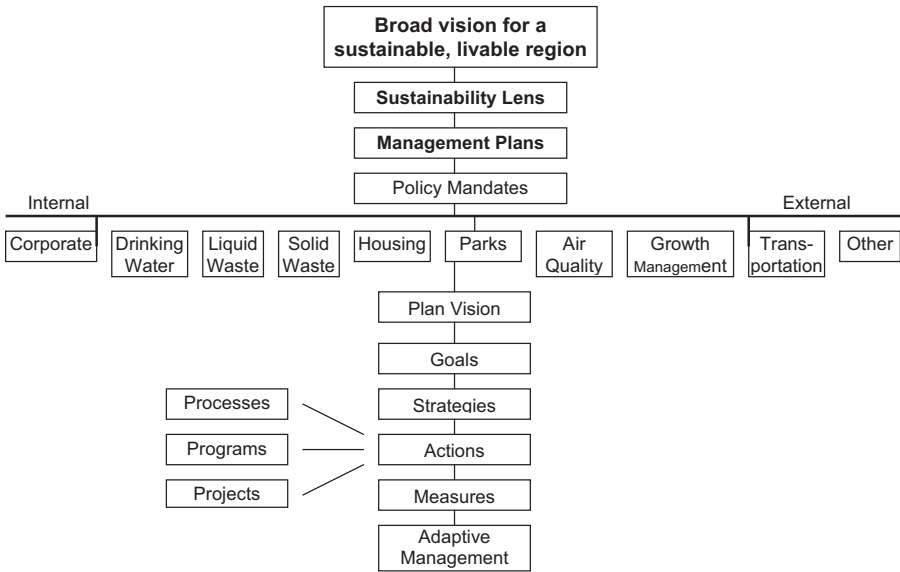 Broad vision for a
sustainable, livable region
Sustainability Lens
Management Plans
Policy Mandates
Internal
External
Corporate
Drinking
Water
Liquid
Waste
Solid
Waste
Housing
Parks
Air
Quality
Growth
Management
Trans-
portation
Other
Plan Vision
Goals
Strategies
Processes
Programs
Projects
Actions
Measures
Adaptive
Management